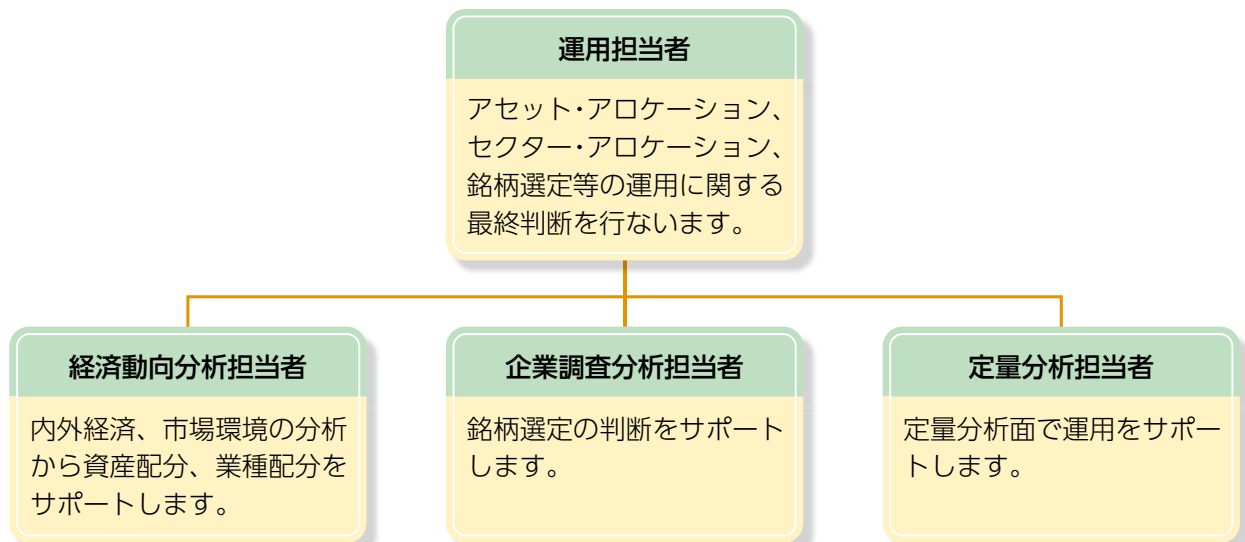 運用担当者
アセット・アロケーション、
セクター・アロケーション、
銘柄選定等の運用に関する
最終判断を行ないます。
経済動向分析担当者
内外経済、市場環境の分析
から資産配分、業種配分を
サポートします。
企業調査分析担当者
銘柄選定の判断をサポート
します。
定量分析担当者
定量分析面で運用をサポー
トします。